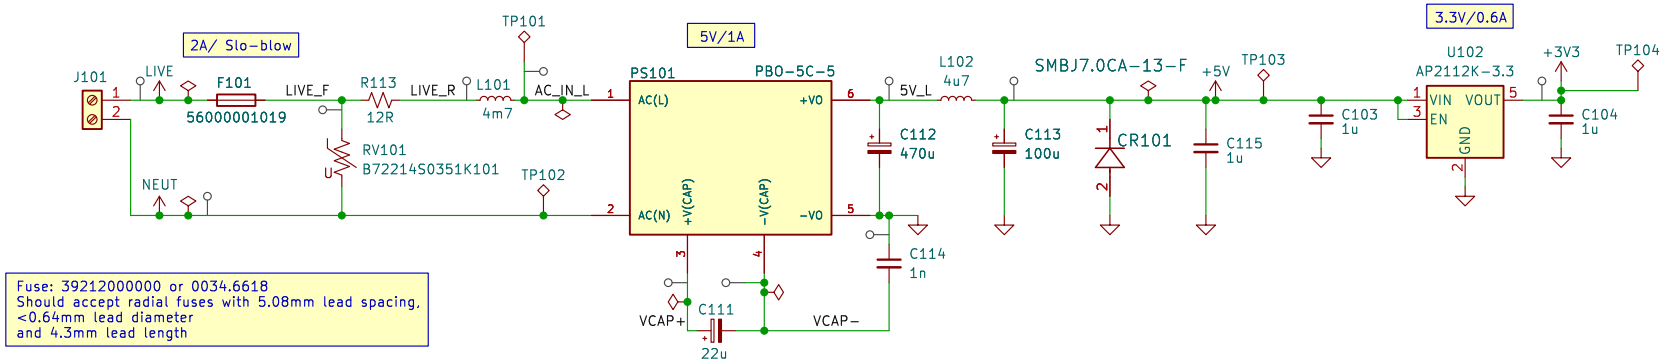 2A/ Slo-blow
5V/1A
3.3V/0.6A
J101
1
2
LIVE
F101
56000001019
LIVE_F
R113
12R
LIVE_R
L101
4m7
TP101
AC_IN_L
RV101
B72214S0351K101
U
NEUT
TP102
PS101
PBO-5C-5
1
AC(L)
2
AC(N)
+V(CAP)
-V(CAP)
3
4
+VO
6
-VO
5
VCAP+
C111
22u
VCAP-
C114
1n
C112
470u
5V_L
L102
4u7
C113
100u
SMBJ7.0CA-13-F
CR101
1
2
+5V
C115
1u
TP103
C103
1u
U102
AP2112K-3.3
1
VIN
3
EN
VOUT
5
GND
2
+3V3
C104
1u
TP104
Fuse: 39212000000 or 0034.6618
Should accept radial fuses with 5.08mm lead spacing,
<0.64mm lead diameter
and 4.3mm lead length